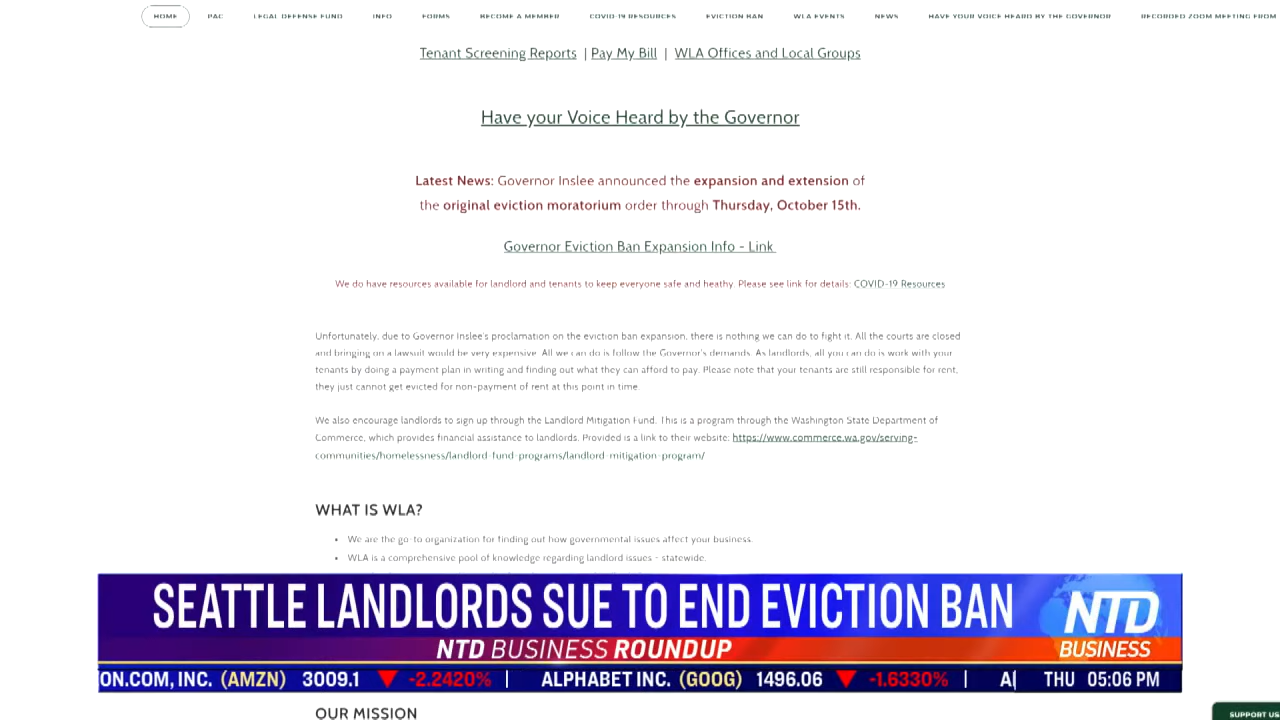 HOME PAC LEGAL DEFENSE FUND INFO FORMS BECOME A MEMBER COVID-19 RESOURCES EVICTION BAN WLA EVENTS NEWS HAVE YOUR VOICE HEARD BY THE GOVERNOR RECORDED ZOOM MEETING FROM
Tenant Screening Reports | Pay My Bill | WLA Offices and Local Groups
Have your Voice Heard by the Governor
Latest News: Governor Inslee announced the expansion and extension of
the original eviction moratorium order through Thursday, October 15th.
Governor Eviction Ban Expansion Info - Link
We do have resources available for landlord and tenants to keep everyone safe and heathy. Please see link for details: COVID-19 Resources
Unfortunately, due to Governor Inslee's proclamation on the eviction ban expansion, there is nothing we can do to fight it. All the courts are closed
and bringing on a lawsuit would be very expensive. All we can do is follow the Governor's demands. As landlords, all you can do is work with your
tenants by doing a payment plan in writing and finding out what they can afford to pay. Please note that your tenants are still responsible for rent,
they just cannot get evicted for non-payment of rent at this point in time.
We also encourage landlords to sign up through the Landlord Mitigation Fund. This is a program through the Washington State Department of
Commerce, which provides financial assistance to landlords. Provided is a link to their website: https://www.commerce.wa.gov/serving-
communities/homelessness/landlord-fund-programs/landlord-mitigation-program/
WHAT IS WLA?
• We are the go-to organization for finding out how governmental issues affect your business.
• WLA is a comprehensive pool of knowledge regarding landlord issues - statewide.
SEATTLE LANDLORDS SUE TO END EVICTION BAN
NTD
NTD BUSINESS ROUNDUP
BUSINESS
ON.COM, INC. (AMZN) 3009.1 ▼ -2.2420% | ALPHABET INC. (GOOG) 1496.06 ▼ -1.6330% | A| THU 05:06 PM
OUR MISSION
SUPPORT US